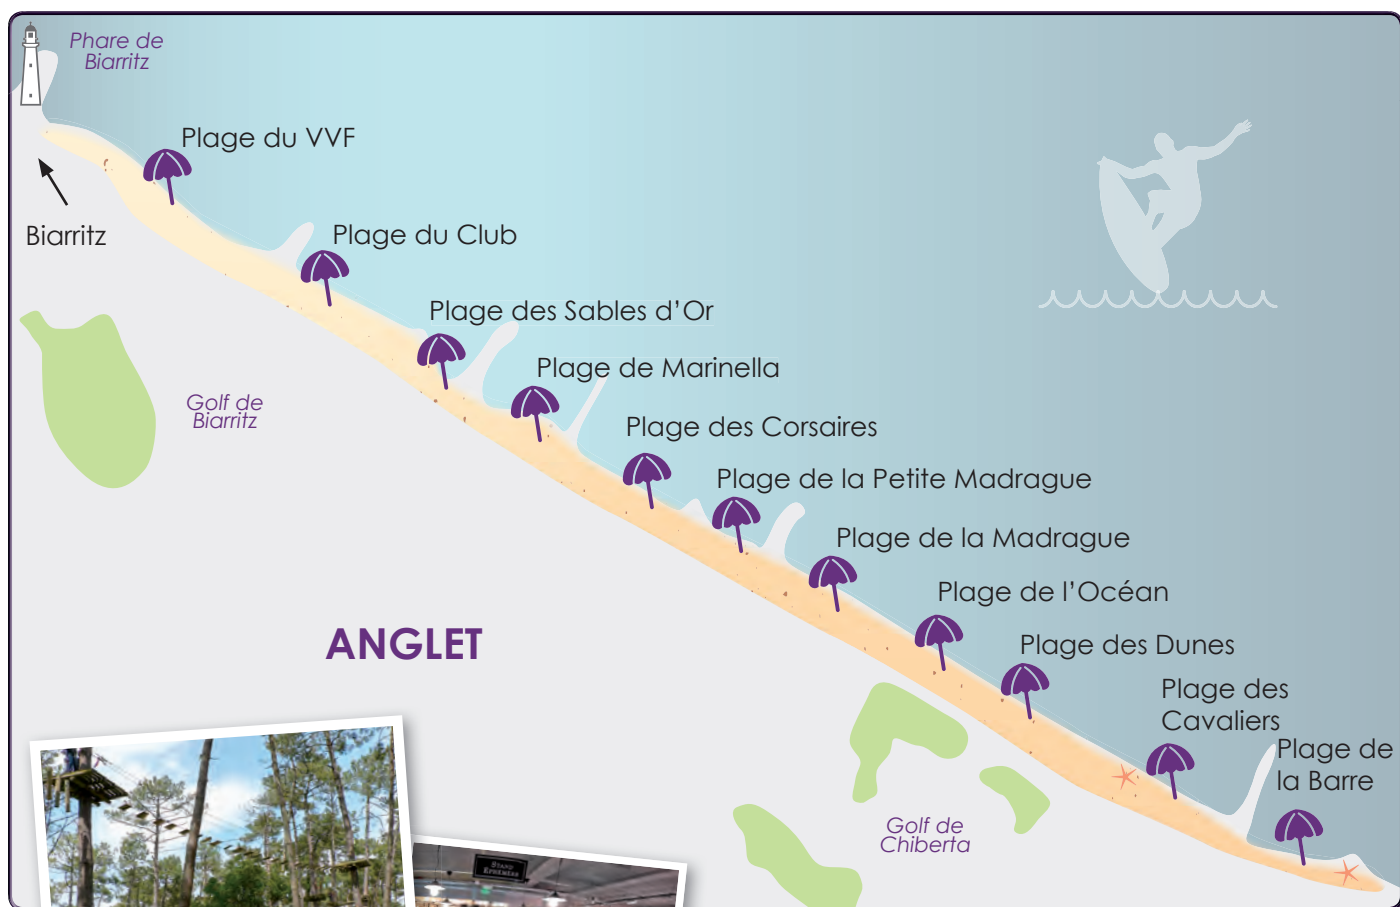 Phare de
Biarritz
Plage du VVF
Biarritz
Plage du Club
Plage des Sables d’Or
Plage de Marinella
Golf de
Biarritz
Plage des Corsaires
Plage de la Petite Madrague
Plage de la Madrague
Plage de l’Océan
ANGLET
Plage des Dunes
Plage des
Cavaliers
Plage de
la Barre
Golf de
Chiberta
STAND
EPHEMERE